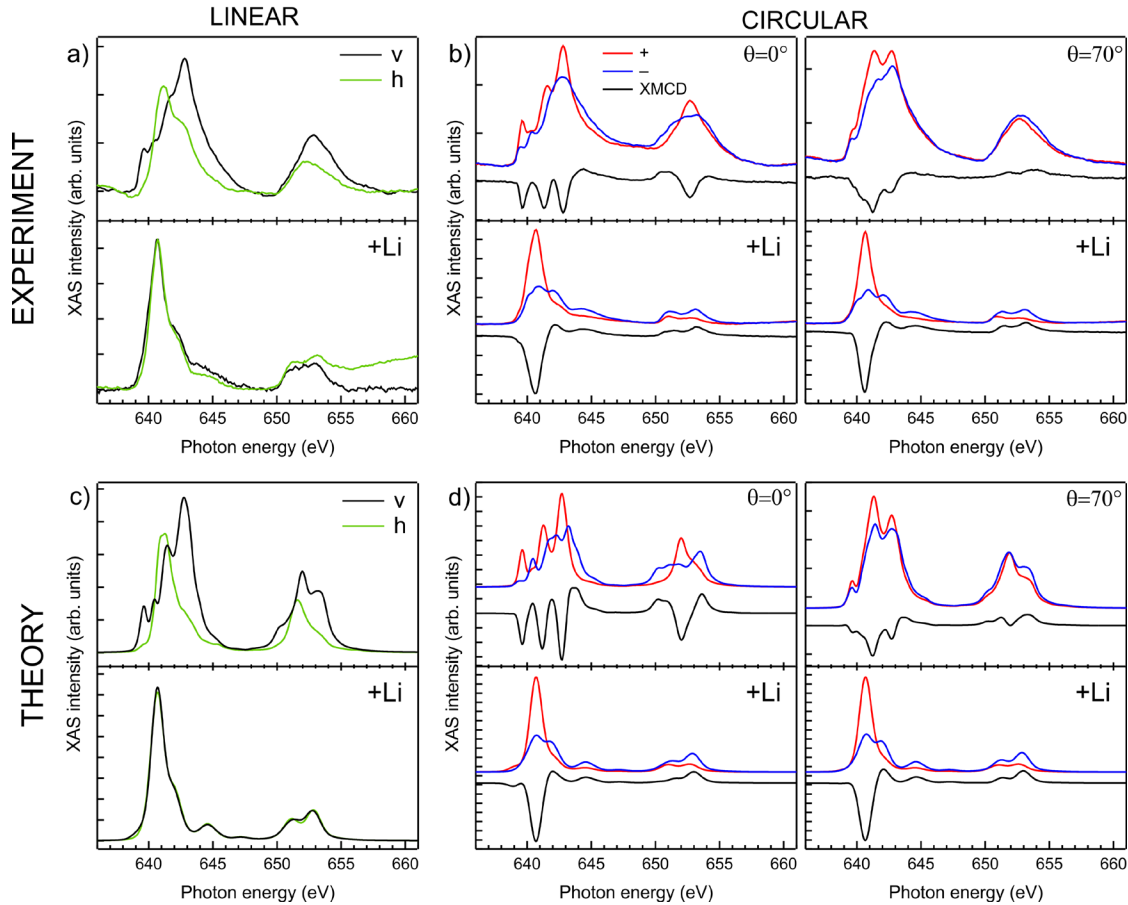 LINEAR
CIRCULAR
EXPERIMENT
a)
v
h
XAS intensity (arb. units)
+Li
640 645 650 655 660
Photon energy (eV)
b)
+
–
XMCD
θ=0°
θ=70°
XAS intensity (arb. units)
+Li
+Li
640 645 650 655 660
640 645 650 655 660
Photon energy (eV)
Photon energy (eV)
THEORY
c)
v
h
XAS intensity (arb. units)
+Li
640 645 650 655 660
Photon energy (eV)
d)
θ=0°
θ=70°
XAS intensity (arb. units)
+Li
+Li
640 645 650 655 660
640 645 650 655 660
Photon energy (eV)
Photon energy (eV)